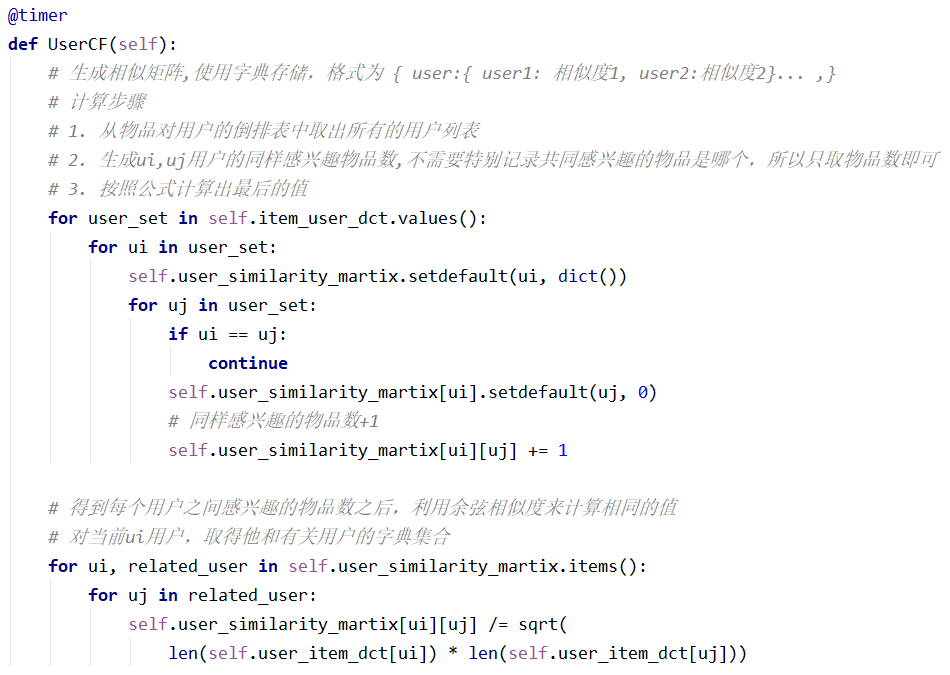 @timer
def UserCF(self):
    # 生成相似矩阵,使用字典存储，格式为 { user:{ user1: 相似度1, user2:相似度2}... ,}
    # 计算步骤
    # 1. 从物品对用户的倒排表中取出所有的用户列表
    # 2. 生成ui,uj用户的同样感兴趣物品数,不需要特别记录共同感兴趣的物品是哪个，所以只取物品数即可
    # 3. 按照公式计算出最后的值
    for user_set in self.item_user_dct.values():
        for ui in user_set:
            self.user_similarity_martix.setdefault(ui, dict())
            for uj in user_set:
                if ui == uj:
                    continue
                self.user_similarity_martix[ui].setdefault(uj, 0)
                # 同样感兴趣的物品数+1
                self.user_similarity_martix[ui][uj] += 1
    # 得到每个用户之间感兴趣的物品数之后，利用余弦相似度来计算相同的值
    # 对当前ui用户，取得他和有关用户的字典集合
    for ui, related_user in self.user_similarity_martix.items():
        for uj in related_user:
            self.user_similarity_martix[ui][uj] /= sqrt(
                len(self.user_item_dct[ui]) * len(self.user_item_dct[uj]))